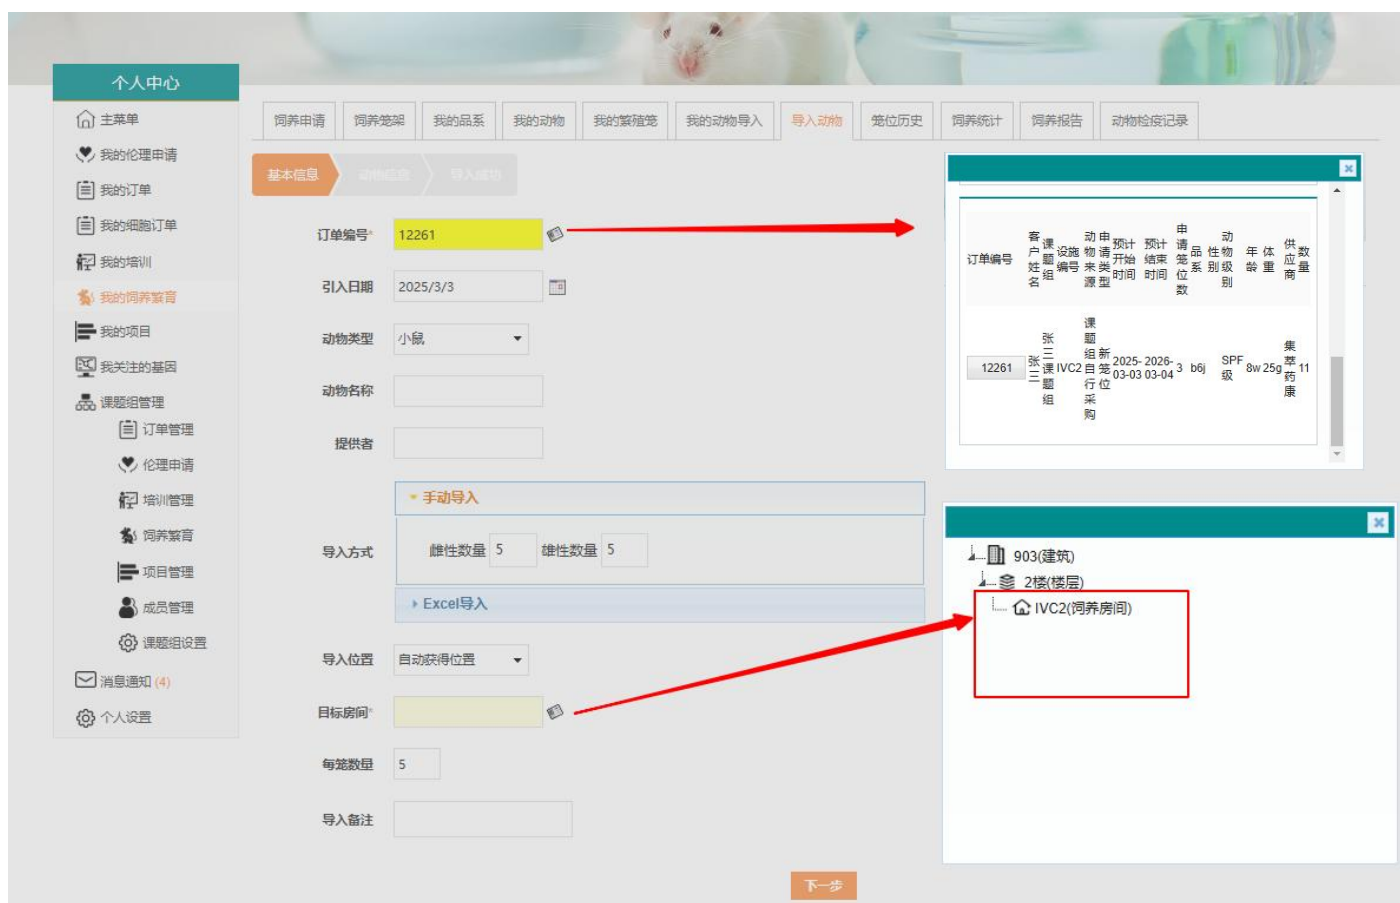 个人中心
主菜单
我的伦理申请
我的订单
我的细胞订单
我的培训
我的饲养繁育
我的项目
我关注的基因
课题组管理
订单管理
伦理申请
培训管理
饲养繁育
项目管理
成员管理
课题组设置
消息通知 (4)
个人设置
饲养申请 饲养笼架 我的品系 我的动物 我的繁殖笼 我的动物导入 导入动物 笼位历史 饲养统计 饲养报告 动物检疫记录
基本信息 动物信息 导入成功
订单编号* 12261
引入日期 2025/3/3
动物类型 小鼠
动物名称
提供者
手动导入
导入方式 雌性数量 5 雄性数量 5
Excel导入
导入位置 自动获得位置
目标房间*
每笼数量 5
导入备注
下一步
订单编号 客户姓名 课题组 设施编号 动物来源 申请类型 预计开始时间 预计结束时间 申请笼位数 品系 性别 动物级别 年龄 体重 供应商 数量
12261 张三 张三课题组 IVC2 课题组自行采购 新笼位 2025-03-03 2026-03-04 3 b6j SPF级 8w 25g 集萃药康 11
903(建筑)
2楼(楼层)
IVC2(饲养房间)